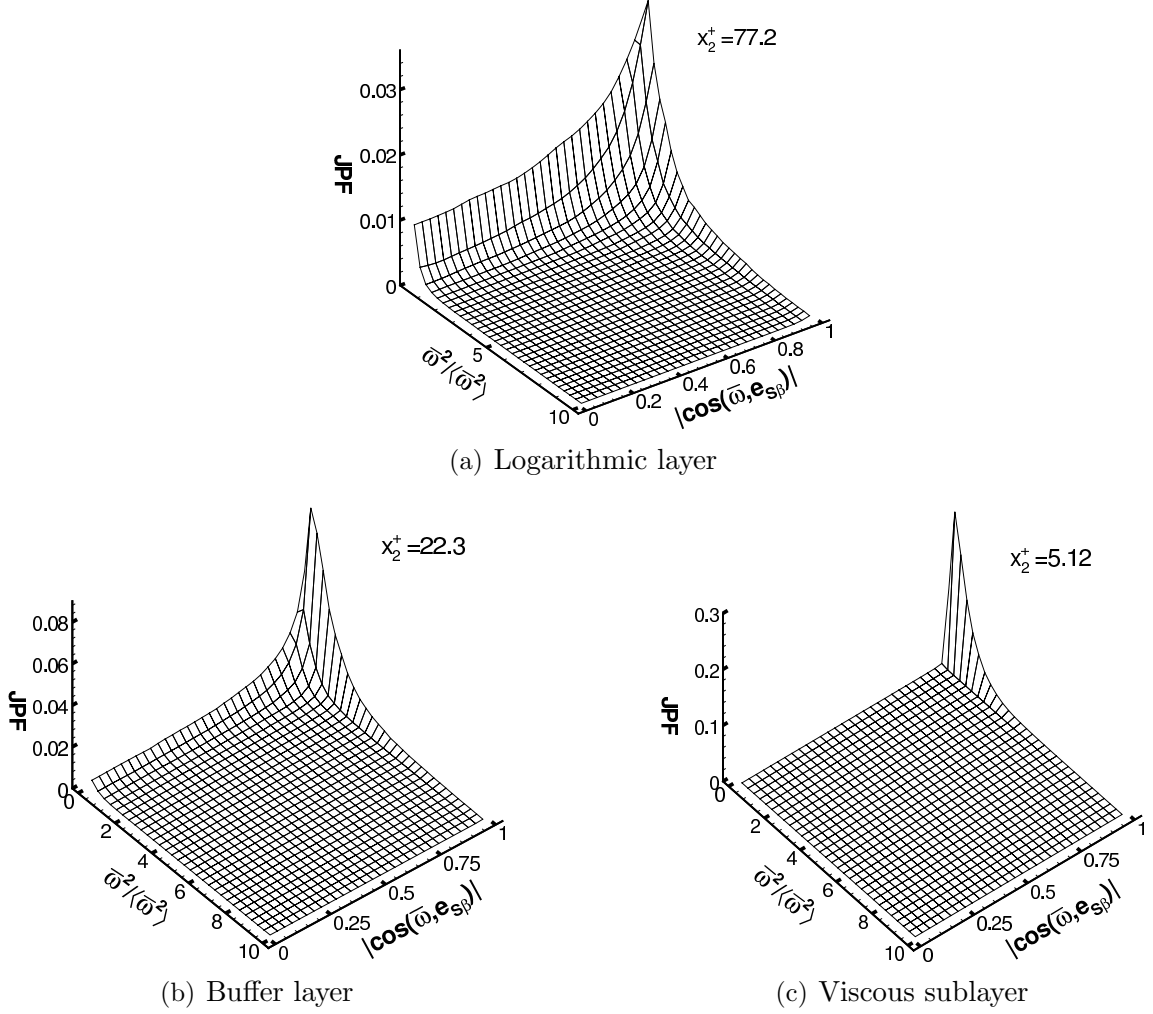 x₂⁺=77.2
0.03
0.02
0.01
0
JPF
5
10
ω̅²/⟨ω̅²⟩
0
0.2
0.4
0.6
0.8
1
|cos(ω̅,e_sβ)|
(a) Logarithmic layer
x₂⁺=22.3
0.08
0.06
0.04
0.02
0
JPF
0
2
4
6
8
10
ω̅²/⟨ω̅²⟩
0
0.25
0.5
0.75
1
|cos(ω̅,e_sβ)|
(b) Buffer layer
x₂⁺=5.12
0.3
0.2
0.1
0
JPF
0
2
4
6
8
10
ω̅²/⟨ω̅²⟩
0
0.25
0.5
0.75
1
|cos(ω̅,e_sβ)|
(c) Viscous sublayer